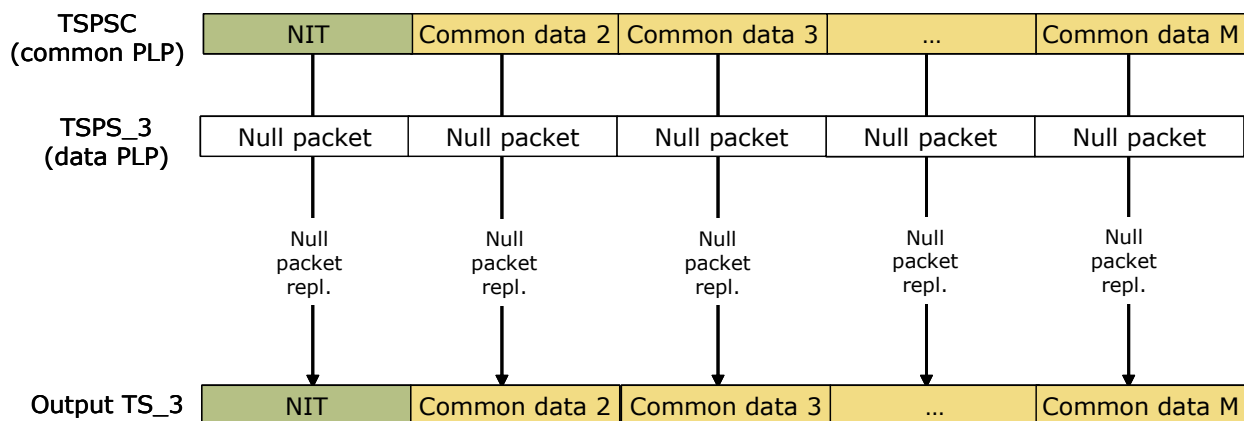 TSPSC
(common PLP)
NIT
Common data 2
Common data 3
…
Common data M
TSPS_3
(data PLP)
Null packet
Null packet
Null packet
Null packet
Null packet
Null
packet
repl.
Null
packet
repl.
Null
packet
repl.
Null
packet
repl.
Null
packet
repl.
Output TS_3
NIT
Common data 2
Common data 3
…
Common data M